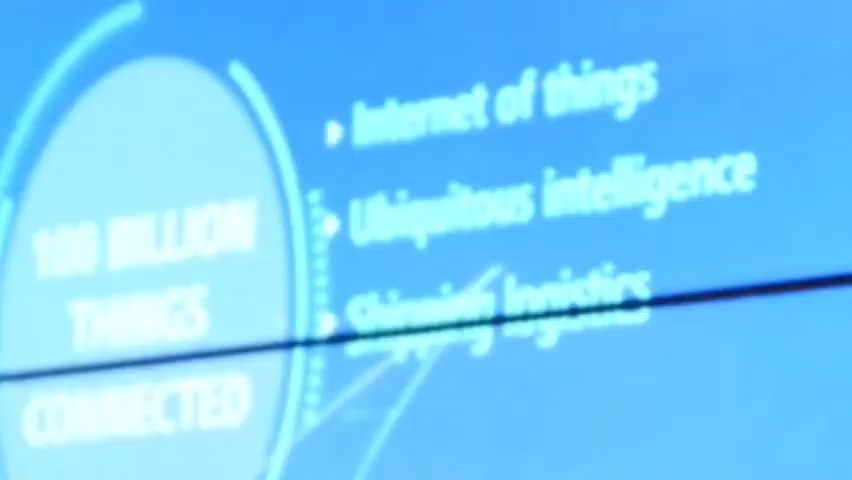 100 BILLION
THINGS
CONNECTED
Internet of things
Ubiquitous intelligence
Shipping logistics